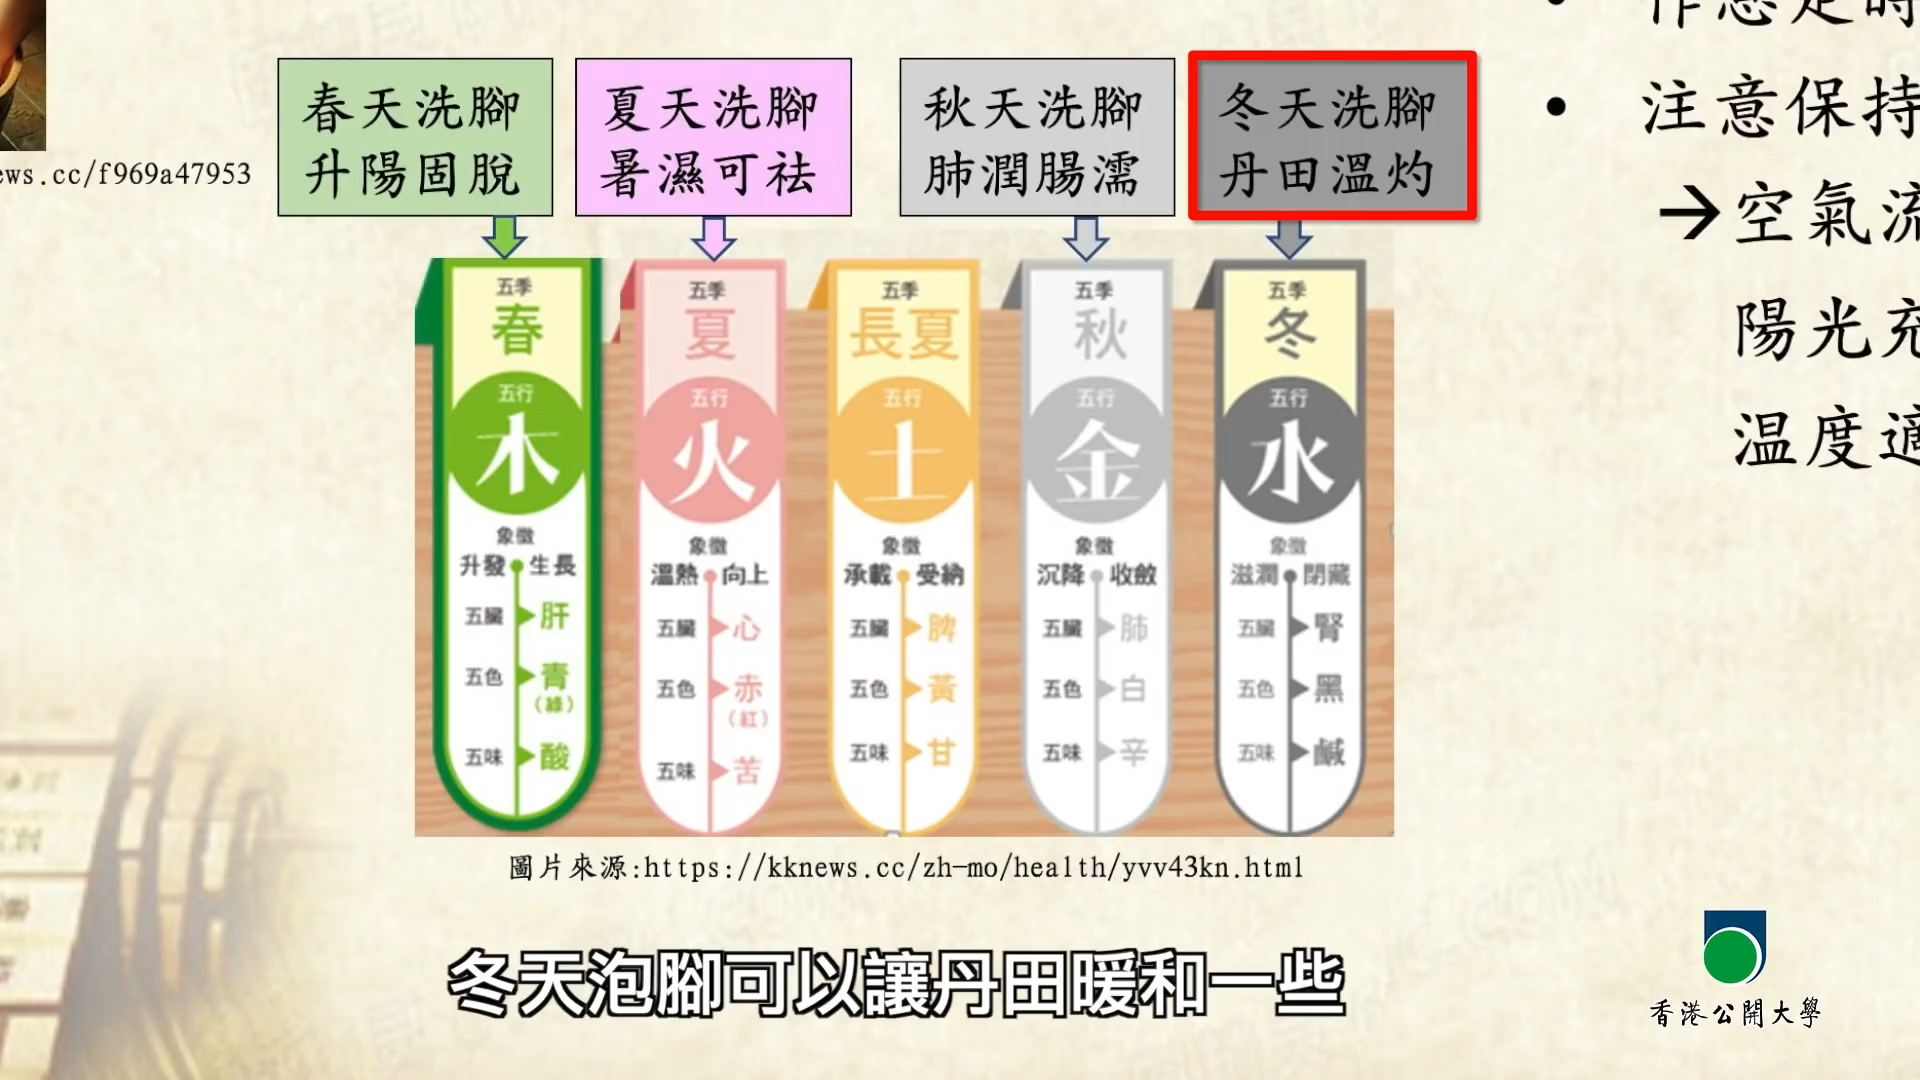 ews.cc/f969a47953
春天洗腳
升陽固脫
夏天洗腳
暑濕可祛
秋天洗腳
肺潤腸濡
冬天洗腳
丹田溫灼
五季
春
五行
木
象徵
升發 生長
五臟 肝
五色 青
(綠)
五味 酸
五季
夏
五行
火
象徵
溫熱 向上
五臟 心
五色 赤
(紅)
五味 苦
五季
長夏
五行
土
象徵
承載 受納
五臟 脾
五色 黃
五味 甘
五季
秋
五行
金
象徵
沉降 收斂
五臟 肺
五色 白
五味 辛
五季
冬
五行
水
象徵
滋潤 閉藏
五臟 腎
五色 黑
五味 鹹
圖片來源:https://kknews.cc/zh-mo/health/yvv43kn.html
• 注意保持
→空氣流
陽光充
溫度適
冬天泡腳可以讓丹田暖和一些
香港公開大學